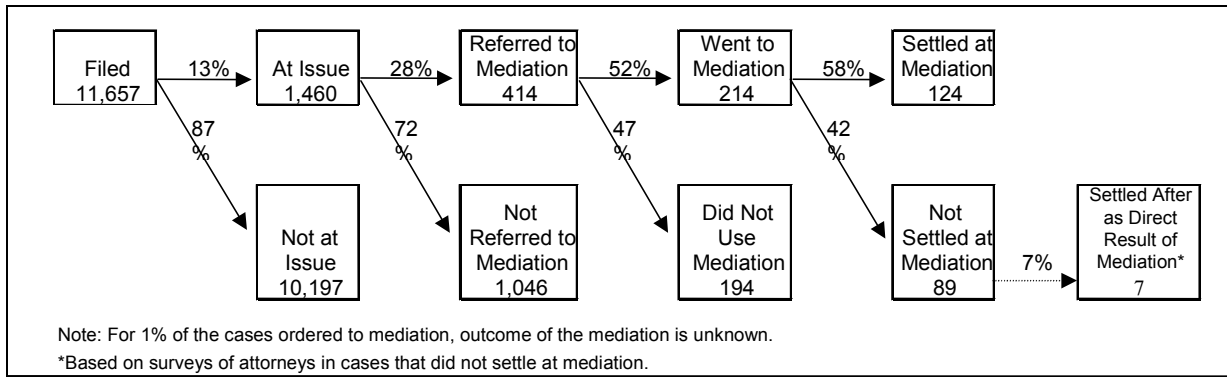 Filed
11,657
13%
87
%
At Issue
1,460
28%
72
%
Referred to
Mediation
414
52%
47
%
Went to
Mediation
214
58%
42
%
Settled at
Mediation
124
Not at
Issue
10,197
Not
Referred to
Mediation
1,046
Did Not
Use
Mediation
194
Not
Settled at
Mediation
89
7%
Settled After
as Direct
Result of
Mediation*
7
Note: For 1% of the cases ordered to mediation, outcome of the mediation is unknown.
*Based on surveys of attorneys in cases that did not settle at mediation.